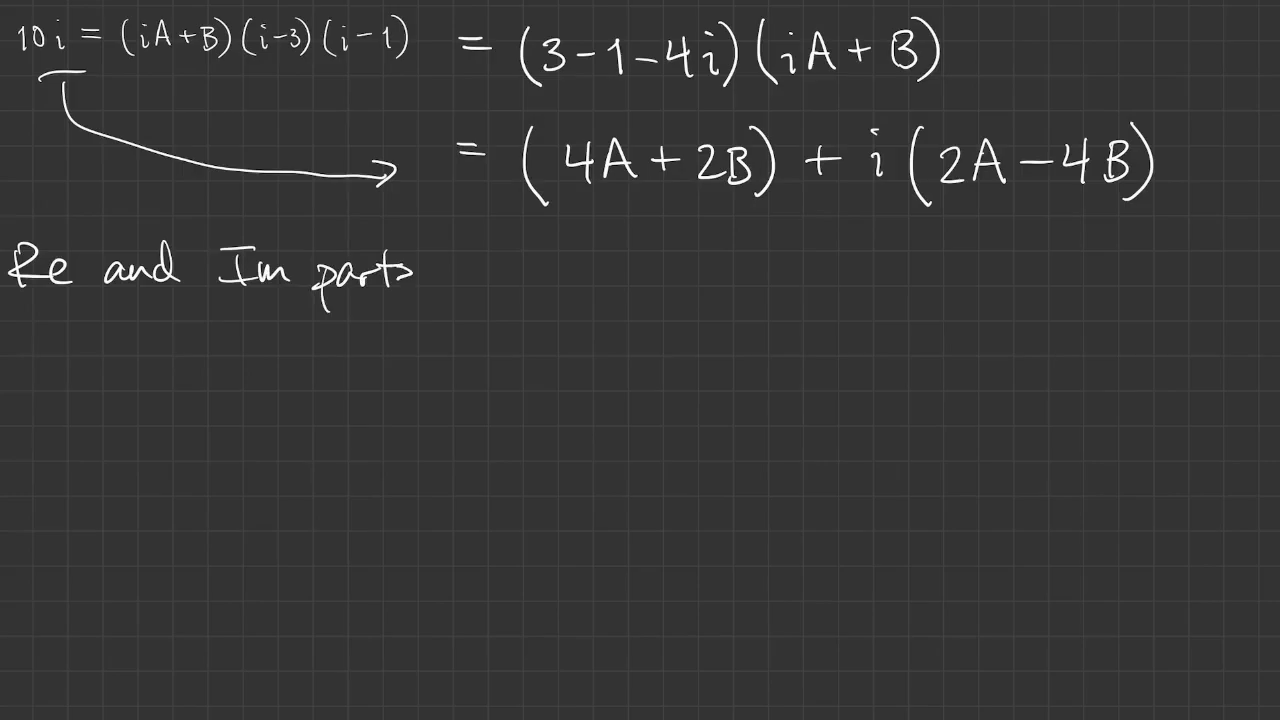 10i = (iA+B)(i-3)(i-1) = (3-1-4i)(iA+B)
= (4A+2B) + i(2A-4B)
Re and Im parts